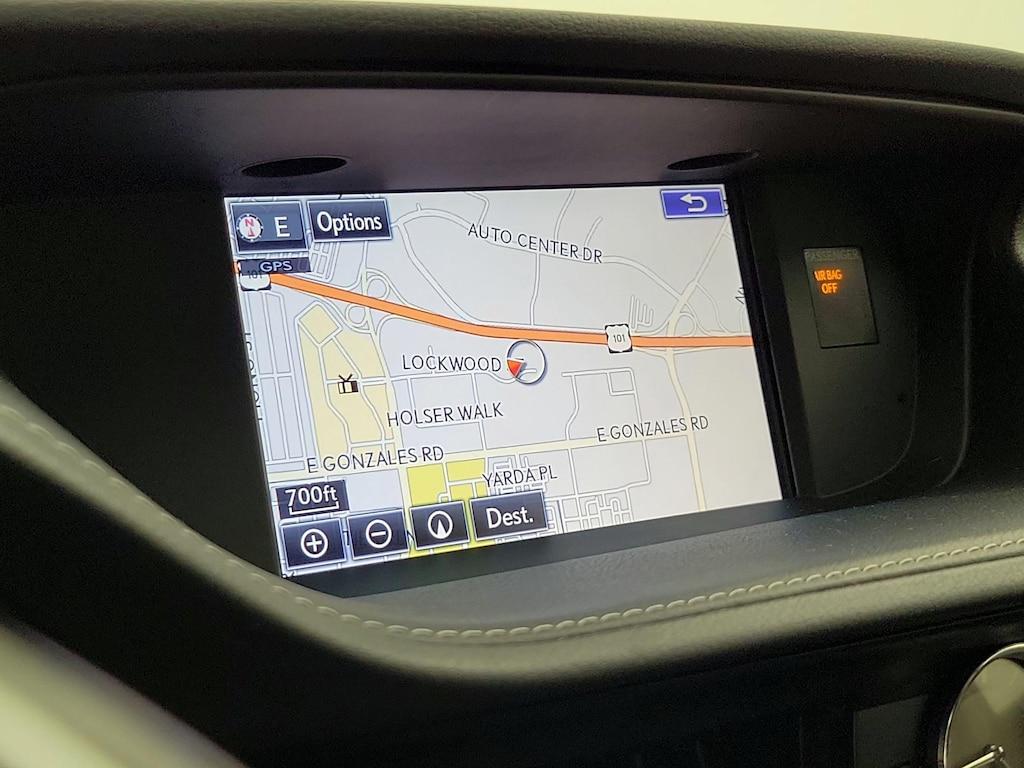 N
E
Options
GPS
101
AUTO CENTER DR
PASSENGER
AIR BAG
OFF
101
LOCKWOOD
HOLSER WALK
E GONZALES RD
E GONZALES RD
YARDA PL
700ft
Dest.